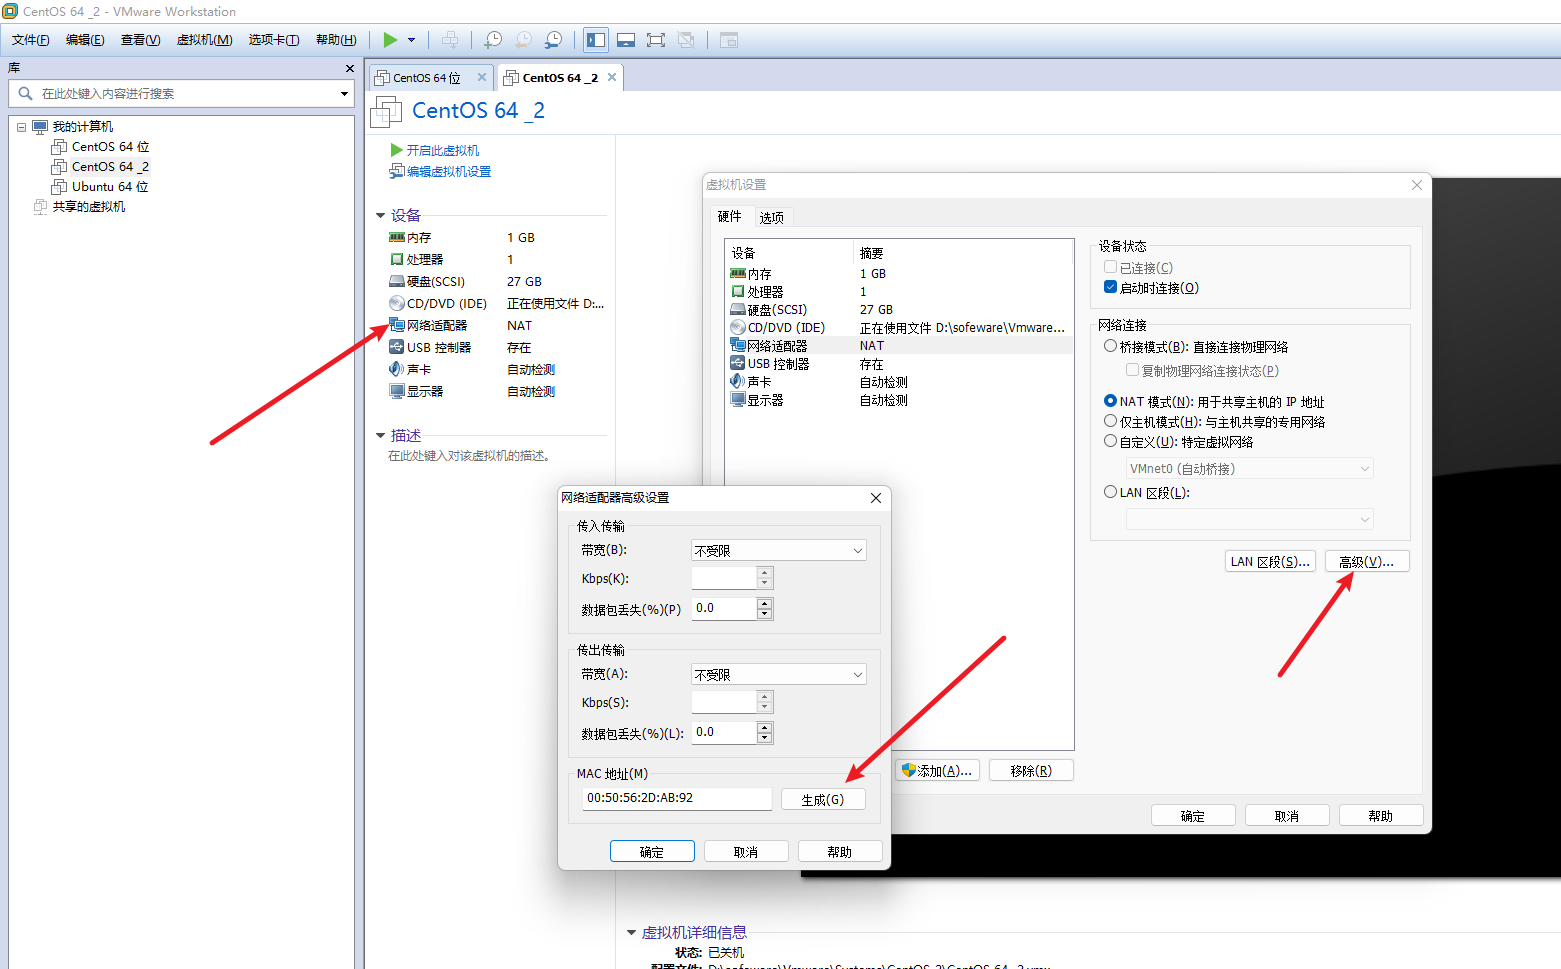 CentOS 64 _2 - VMware Workstation
文件(F) 编辑(E) 查看(V) 虚拟机(M) 选项卡(T) 帮助(H)
库
在此处键入内容进行搜索
我的计算机
CentOS 64 位
CentOS 64 _2
Ubuntu 64 位
共享的虚拟机
CentOS 64 位
CentOS 64 _2
CentOS 64 _2
开启此虚拟机
编辑虚拟机设置
设备
内存 1 GB
处理器 1
硬盘(SCSI) 27 GB
CD/DVD (IDE) 正在使用文件 D:...
网络适配器 NAT
USB 控制器 存在
声卡 自动检测
显示器 自动检测
描述
在此处键入对该虚拟机的描述。
虚拟机设置
硬件 选项
设备 摘要
内存 1 GB
处理器 1
硬盘(SCSI) 27 GB
CD/DVD (IDE) 正在使用文件 D:\sofeware\Vmware...
网络适配器 NAT
USB 控制器 存在
声卡 自动检测
显示器 自动检测
添加(A)... 移除(R)
设备状态
已连接(C)
启动时连接(O)
网络连接
桥接模式(B): 直接连接物理网络
复制物理网络连接状态(P)
NAT 模式(N): 用于共享主机的 IP 地址
仅主机模式(H): 与主机共享的专用网络
自定义(U): 特定虚拟网络
VMnet0 (自动桥接)
LAN 区段(L):
LAN 区段(S)... 高级(V)...
确定 取消 帮助
网络适配器高级设置
传入传输
带宽(B): 不受限
Kbps(K):
数据包丢失(%)(P) 0.0
传出传输
带宽(A): 不受限
Kbps(S):
数据包丢失(%)(L): 0.0
MAC 地址(M)
00:50:56:2D:AB:92 生成(G)
确定 取消 帮助
虚拟机详细信息
状态: 已关机
配置文件: D:\sofeware\Vmware\Systems\CentOS 2\CentOS 64 _2.vmx